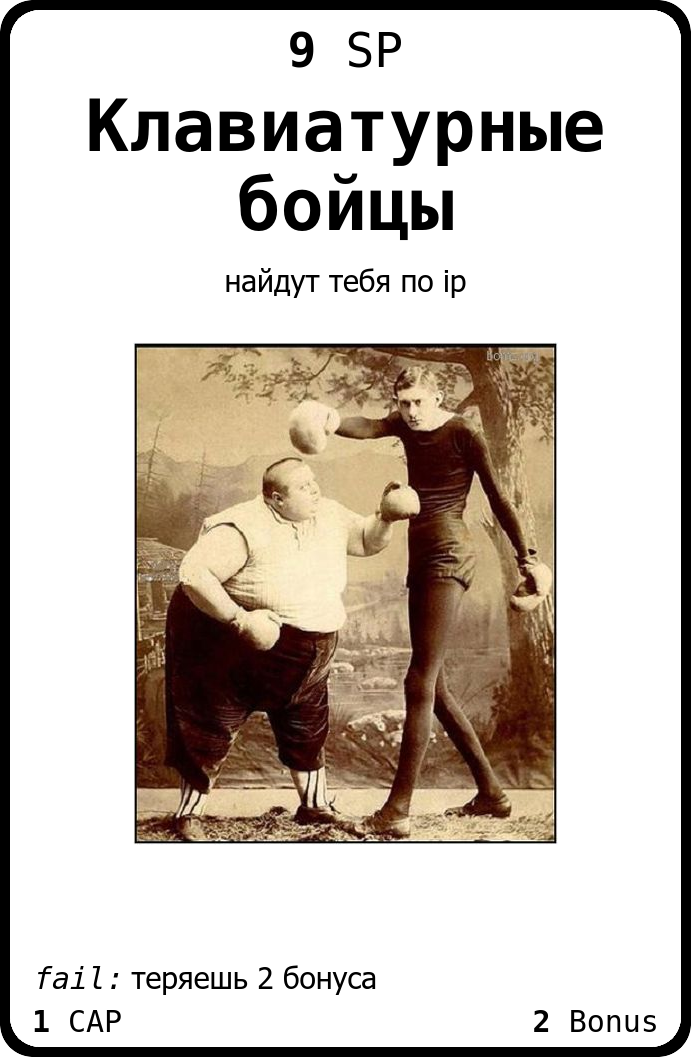 9 SP
Клавиатурные
бойцы
найдут тебя по ip
fail: теряешь 2 бонуса
1 CAP
2 Bonus